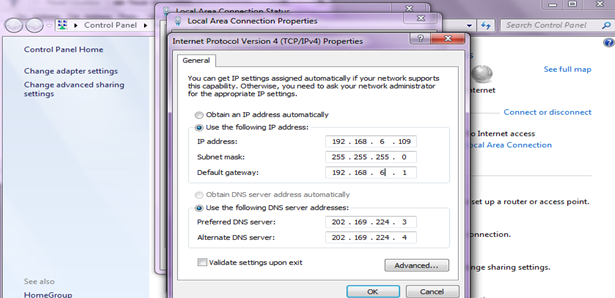 Local Area Connection Status
Local Area Connection Properties
Control Panel
Search Control Panel
Internet Protocol Version 4 (TCP/IPv4) Properties
?
General
Control Panel Home
Change adapter settings
Change advanced sharing
settings
You can get IP settings assigned automatically if your network supports
this capability. Otherwise, you need to ask your network administrator
for the appropriate IP settings.
See full map
Obtain an IP address automatically
Use the following IP address:
Connect or disconnect
IP address: 192 . 168 . 6 . 109
o Internet access
Local Area Connection
Subnet mask: 255 . 255 . 255 . 0
Default gateway: 192 . 168 . 6 . 1
Obtain DNS server address automatically
Use the following DNS server addresses:
set up a router or access point.
Preferred DNS server: 202 . 169 . 224 . 3
Alternate DNS server: 202 . 169 . 224 . 4
onnection.
Validate settings upon exit
Advanced...
nge sharing settings.
See also
HomeGroup
OK
Cancel